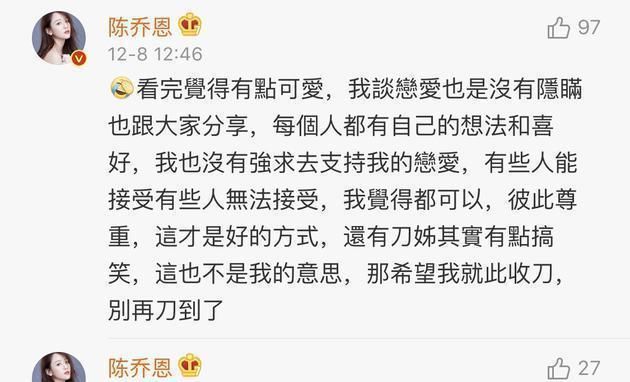 陈乔恩
97
12-8 12:46
看完覺得有點可愛，我談戀愛也是沒有隱瞞
也跟大家分享，每個人都有自己的想法和喜
好，我也沒有強求去支持我的戀愛，有些人能
接受有些人無法接受，我覺得都可以，彼此尊
重，這才是好的方式，還有刀姊其實有點搞
笑，這也不是我的意思，那希望我就此收刀，
別再刀到了
陈乔恩
27